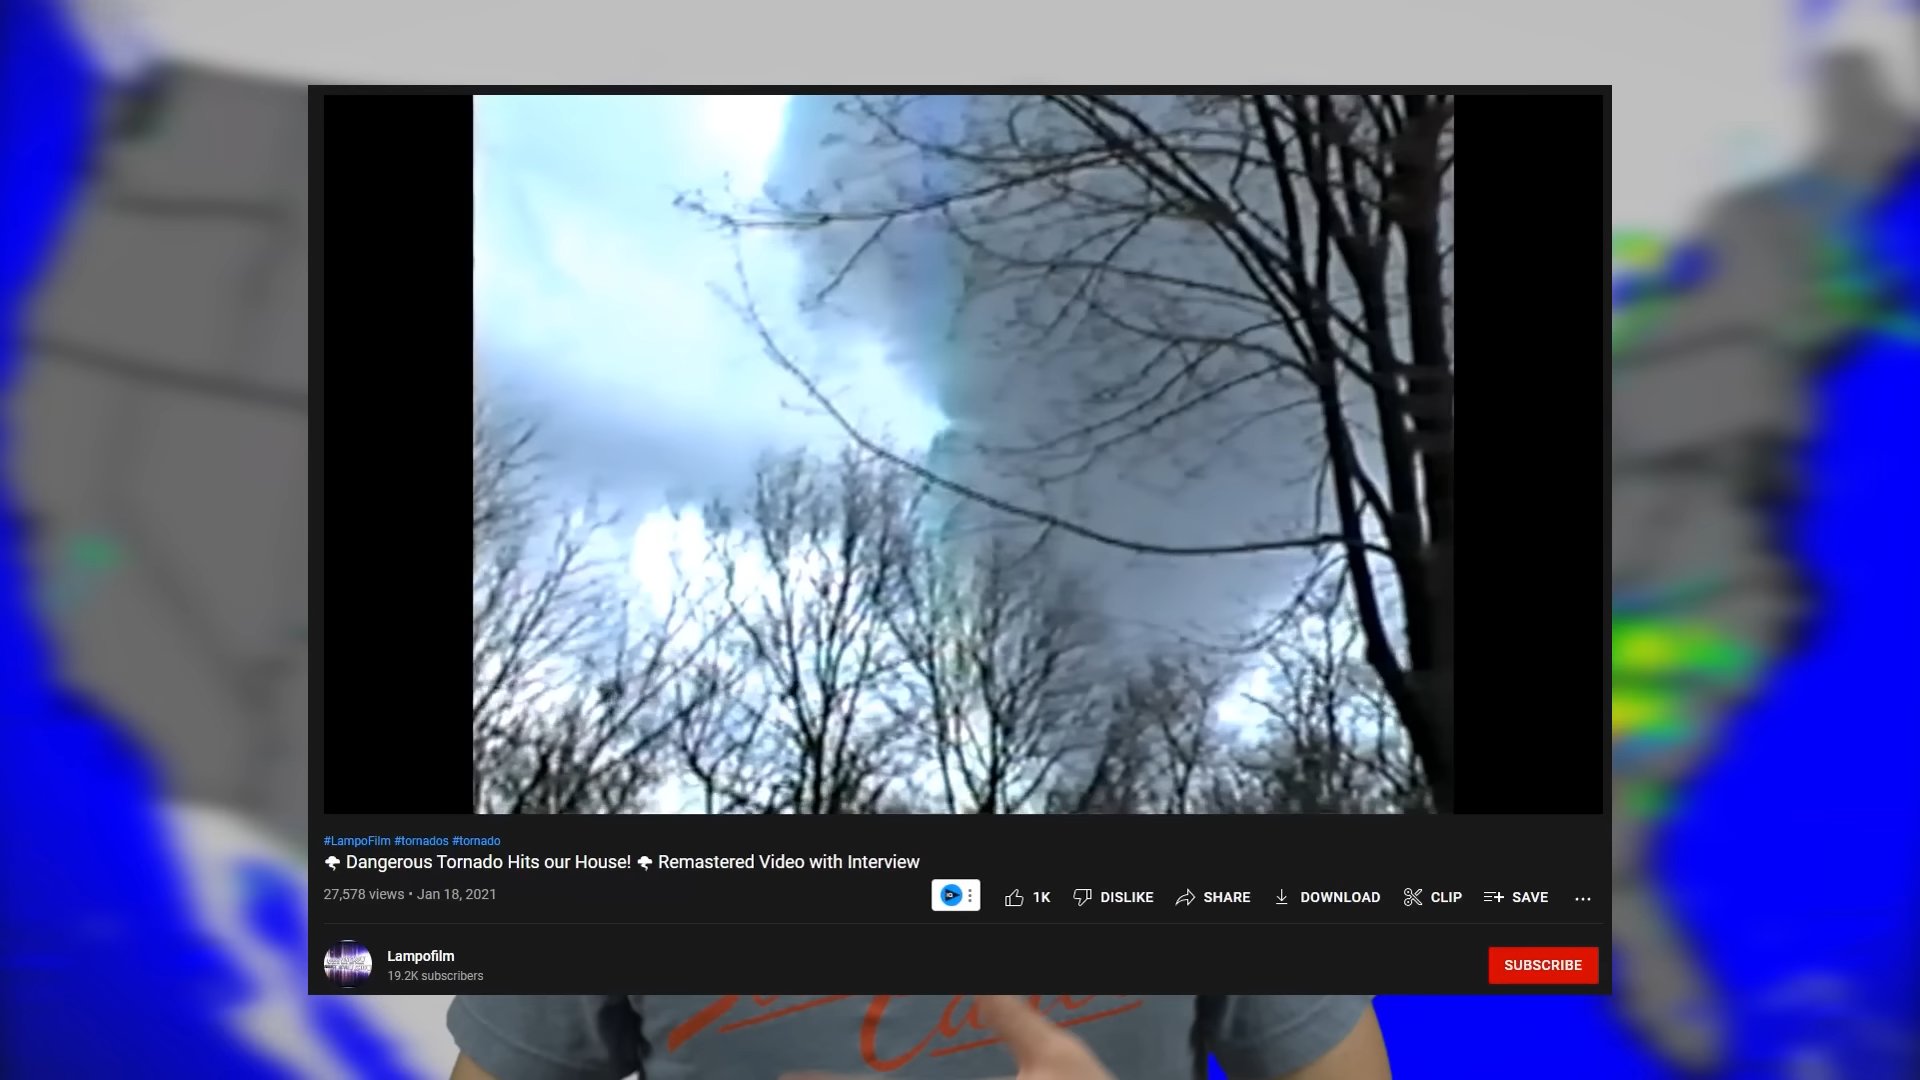 #LampoFilm #tornados #tornado
🌪 Dangerous Tornado Hits our House! 🌪 Remastered Video with Interview
27,578 views • Jan 18, 2021
1K DISLIKE SHARE DOWNLOAD CLIP SAVE ...
Lampofilm
19.2K subscribers
SUBSCRIBE